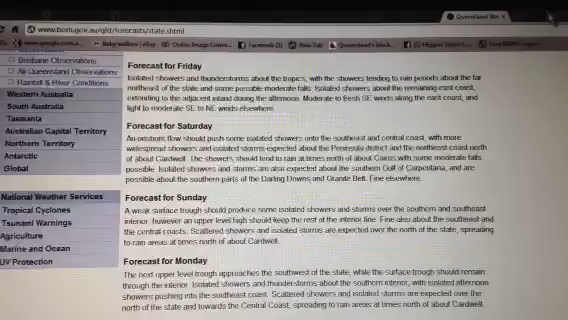 Queensland We
www.bom.gov.au/qld/forecasts/state.shtml
www.google.com.a...
Baby wallace | eBay
Online Image Conve...
Facebook
New Tab
Brisbane Observations
All Queensland Observations
Rainfall & River Conditions
Western Australia
South Australia
Tasmania
Australian Capital Territory
Northern Territory
Antarctic
Global
National Weather Services
Tropical Cyclones
Tsunami Warnings
Agriculture
Marine and Ocean
UV Protection
Forecast for Friday
Isolated showers and thunderstorms about the tropics, with the showers tending to rain periods about the far
northeast of the state and some possible moderate falls. Isolated showers about the remaining east coast,
extending to the adjacent inland during the afternoon. Moderate to fresh SE winds along the east coast, and
light to moderate SE to NE winds elsewhere.
Forecast for Saturday
An onshore flow should push some isolated showers onto the southeast and central coast, with more
widespread showers and isolated storms expected about the Peninsula district and the northeast coast north
of about Cardwell. The showers should tend to rain at times north of about Cairns with some moderate falls
possible. Isolated showers and storms are also expected about the southern Gulf of Carpentaria, and are
possible about the southern parts of the Darling Downs and Granite Belt. Fine elsewhere.
Forecast for Sunday
A weak surface trough should produce some isolated showers and storms over the southern and southeast
interior, however an upper level high should keep the rest of the interior fine. Fine also about the southeast and
the central coasts. Scattered showers and isolated storms are expected over the north of the state, spreading
to rain areas at times north of about Cardwell.
Forecast for Monday
The next upper level trough approaches the southwest of the state, while the surface trough should remain
through the interior. Isolated showers and thunderstorms about the southern interior, with isolated afternoon
showers pushing into the southeast coast. Scattered showers and isolated storms are expected over the
north of the state and towards the Central Coast, spreading to rain areas at times north of about Cardwell.